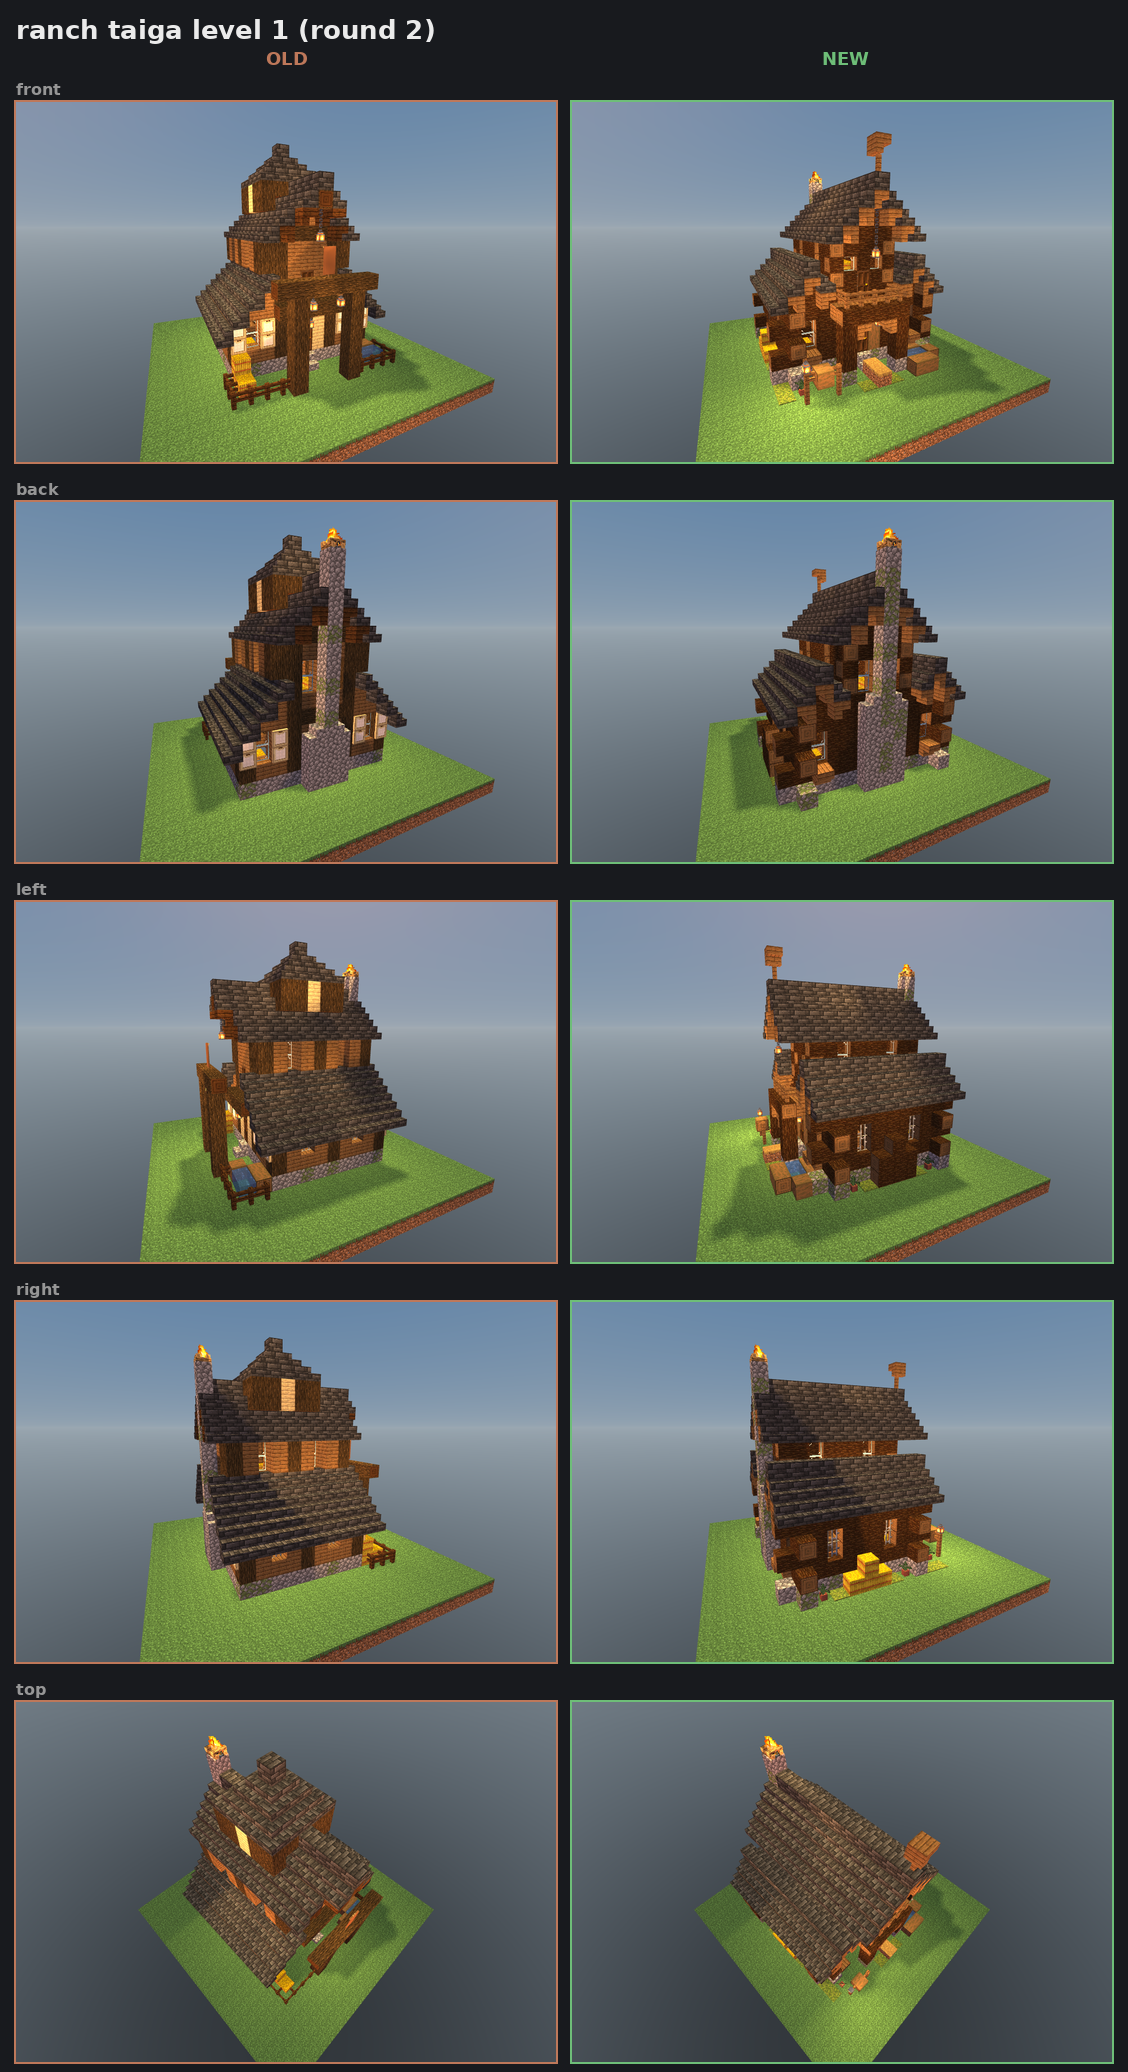 ranch taiga level 1 (round 2)
OLD
NEW
front
back
left
right
top